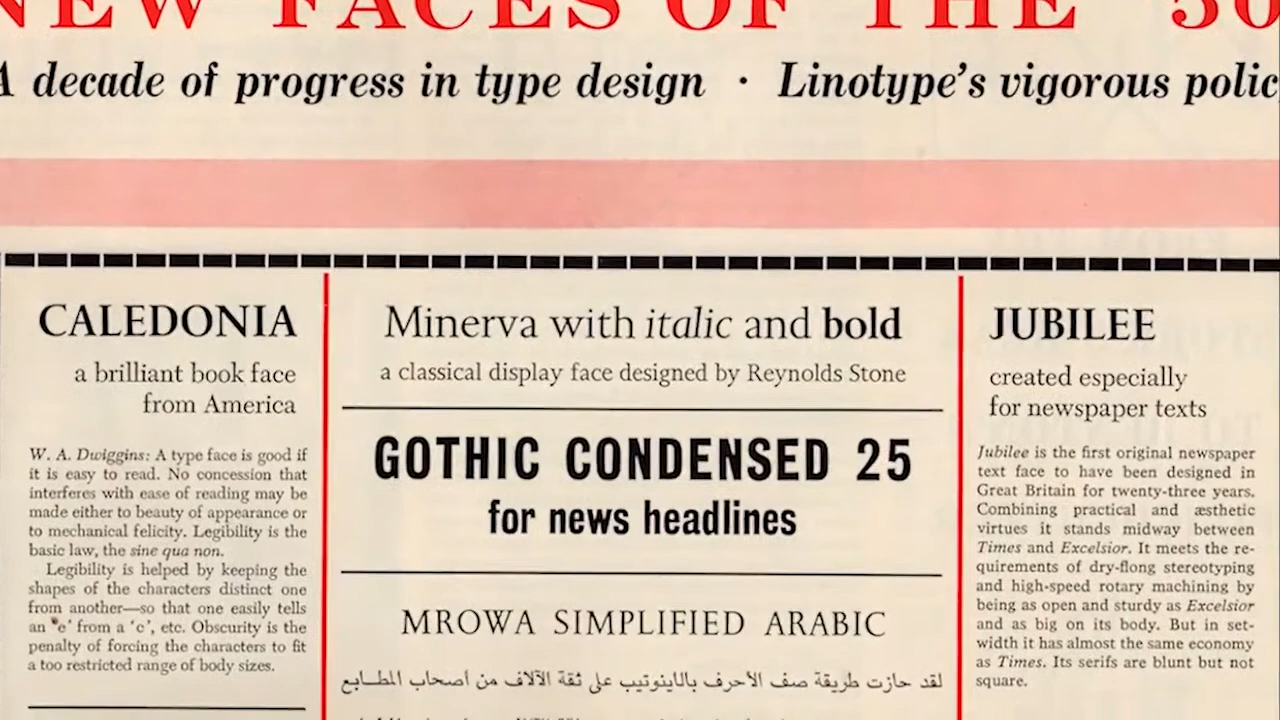 NEW FACES OF THE '50
A decade of progress in type design · Linotype's vigorous polic
CALEDONIA
a brilliant book face
from America
W. A. Dwiggins: A type face is good if
it is easy to read. No concession that
interferes with ease of reading may be
made either to beauty of appearance or
to mechanical felicity. Legibility is the
basic law, the sine qua non.
Legibility is helped by keeping the
shapes of the characters distinct one
from another—so that one easily tells
an 'e' from a 'c', etc. Obscurity is the
penalty of forcing the characters to fit
a too restricted range of body sizes.
Minerva with italic and bold
a classical display face designed by Reynolds Stone
GOTHIC CONDENSED 25
for news headlines
MROWA SIMPLIFIED ARABIC
لقد حازت طريقة صف الأحرف باللاينوتيب على ثقة الآلاف من أصحاب المطابع
JUBILEE
created especially
for newspaper texts
Jubilee is the first original newspaper
text face to have been designed in
Great Britain for twenty-three years.
Combining practical and æsthetic
virtues it stands midway between
Times and Excelsior. It meets the re-
quirements of dry-flong stereotyping
and high-speed rotary machining by
being as open and sturdy as Excelsior
and as big on its body. But in set-
width it has almost the same economy
as Times. Its serifs are blunt but not
square.